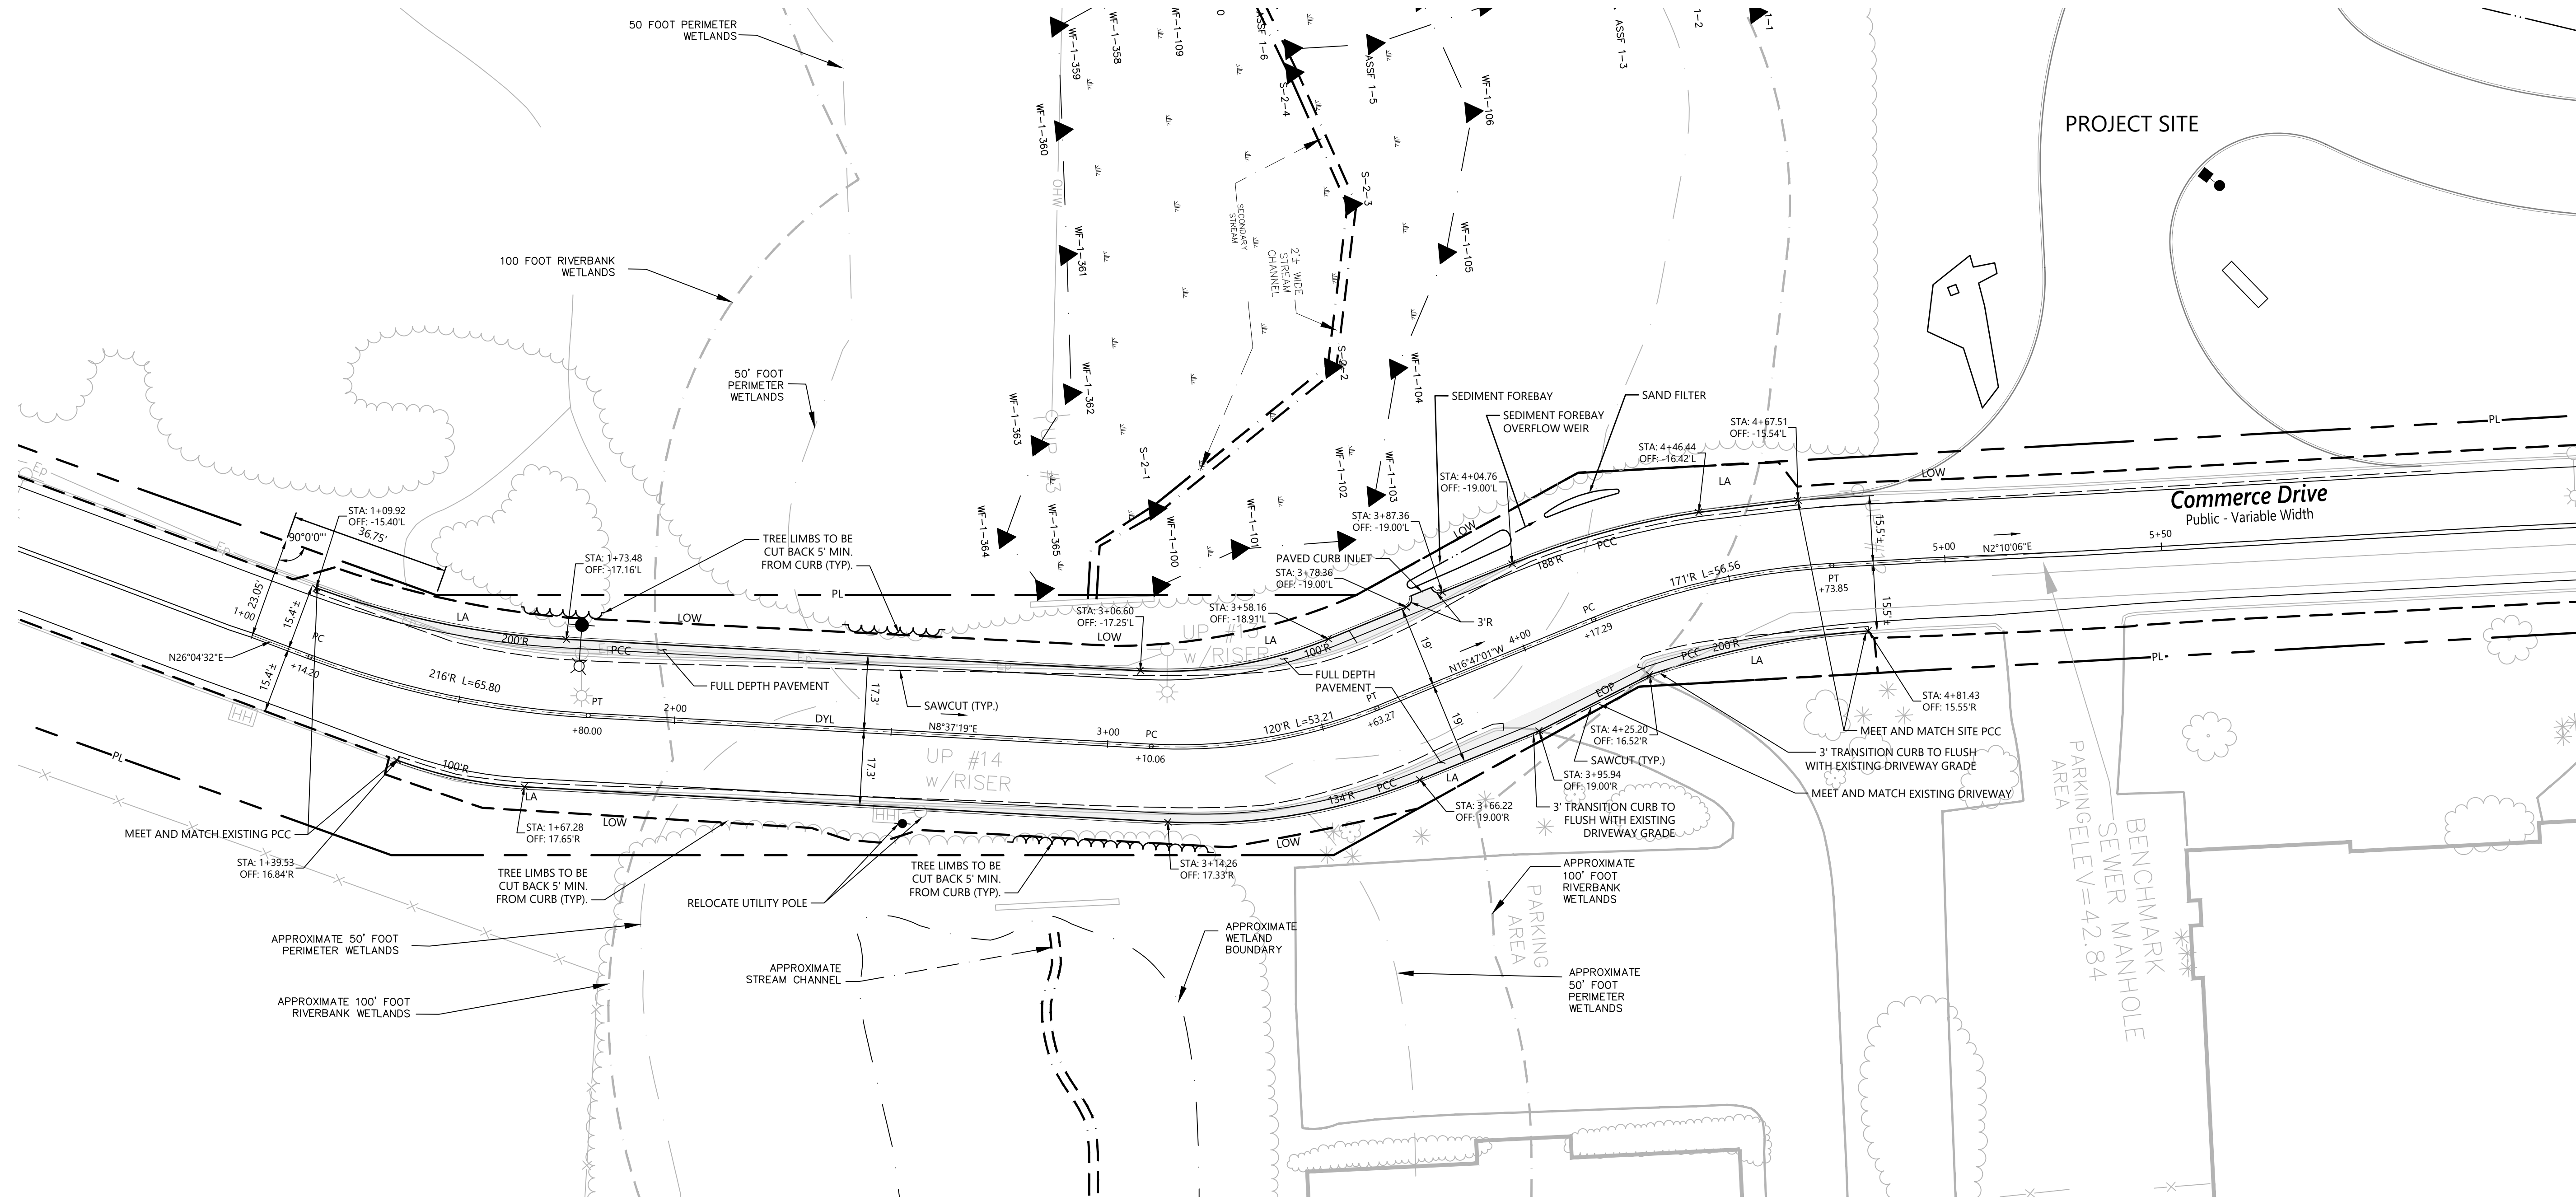 50 FOOT PERIMETER
WETLANDS
WF-1-359
WF-1-358
WF-1-109
ASSF 1-6
ASSF 1-5
ASSF 1-3
1-2
1-1
S-2-4
WF-1-106
WF-1-360
OHW
S-2-3
PROJECT SITE
SECONDARY
STREAM
2'± WIDE
STREAM
CHANNEL
WF-1-361
WF-1-105
100 FOOT RIVERBANK
WETLANDS
50' FOOT
PERIMETER
WETLANDS
WF-1-362
WF-1-363
S-2-2
WF-1-104
SEDIMENT FOREBAY
SEDIMENT FOREBAY
OVERFLOW WEIR
SAND FILTER
STA: 4+67.51
OFF: -15.54'L
STA: 4+46.44
OFF: -16.42'L
PL
LOW
LA
S-2-1
WF-1-102
WF-1-103
WF-1-364
WF-1-365
WF-1-100
WF-1-101
STA: 4+04.76
OFF: -19.00'L
STA: 3+87.36
OFF: -19.00'L
LOW
Commerce Drive
Public - Variable Width
Ep
STA: 1+09.92
OFF: -15.40'L
36.75'
90°0'0"
Ep
23.05'
15.4'±
1+00
PC
+14.20
N26°04'32"E
15.4'±
TREE LIMBS TO BE
CUT BACK 5' MIN.
FROM CURB (TYP).
STA: 1+73.48
OFF: -17.16'L
PAVED CURB INLET
STA: 3+78.36
OFF: -19.00'L
PCC
188'R
PL
STA: 3+06.60
OFF: -17.25'L
STA: 3+58.16
OFF: -18.91'L
3'R
LA
LOW
LOW
LA
Ep
200'R
PCC
Ep
Ep
UP #13
w/RISER
100'R
19'
N16°47'01"W
4+00
PC
+17.29
171'R L=56.56
PT
+73.85
5+00
N2°10'06"E
5+50
15.5'±
15.5'±
216'R L=65.80
PT
+80.00
2+00
FULL DEPTH PAVEMENT
SAWCUT (TYP.)
17.3'
DYL
N8°37'19"E
3+00
PC
+10.06
120'R L=53.21
PT
+63.27
FULL DEPTH
PAVEMENT
19'
EOP
PCC
200'R
LA
PL
STA: 4+81.43
OFF: 15.55'R
STA: 4+25.20
OFF: 16.52'R
MEET AND MATCH SITE PCC
3' TRANSITION CURB TO FLUSH
WITH EXISTING DRIVEWAY GRADE
SAWCUT (TYP.)
MEET AND MATCH EXISTING DRIVEWAY
HH
PL
100'R
LA
UP #14
w/RISER
17.3'
134'R
PCC
LA
STA: 3+95.94
OFF: 19.00'R
STA: 3+66.22
OFF: 19.00'R
3' TRANSITION CURB TO
FLUSH WITH EXISTING
DRIVEWAY GRADE
MEET AND MATCH EXISTING PCC
STA: 1+67.28
OFF: 17.65'R
LOW
HH
LOW
STA: 1+39.53
OFF: 16.84'R
TREE LIMBS TO BE
CUT BACK 5' MIN.
FROM CURB (TYP).
RELOCATE UTILITY POLE
TREE LIMBS TO BE
CUT BACK 5' MIN.
FROM CURB (TYP).
STA: 3+14.26
OFF: 17.33'R
APPROXIMATE
100' FOOT
RIVERBANK
WETLANDS
PARKING
AREA
PARKING
AREA
BENCHMARK
SEWER MANHOLE
ELEV=42.84
APPROXIMATE 50' FOOT
PERIMETER WETLANDS
APPROXIMATE
STREAM CHANNEL
APPROXIMATE
WETLAND
BOUNDARY
APPROXIMATE
50' FOOT
PERIMETER
WETLANDS
APPROXIMATE 100' FOOT
RIVERBANK WETLANDS